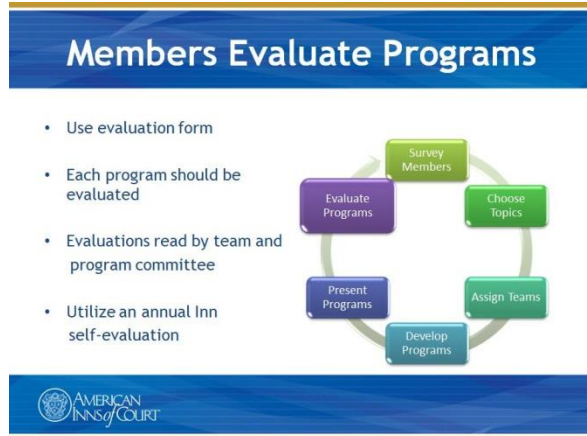 Members Evaluate Programs
• Use evaluation form
• Each program should be
evaluated
• Evaluations read by team and
program committee
• Utilize an annual Inn
self-evaluation
Survey
Members
Choose
Topics
Assign Teams
Develop
Programs
Present
Programs
Evaluate
Programs
AMERICAN
INNS of COURT